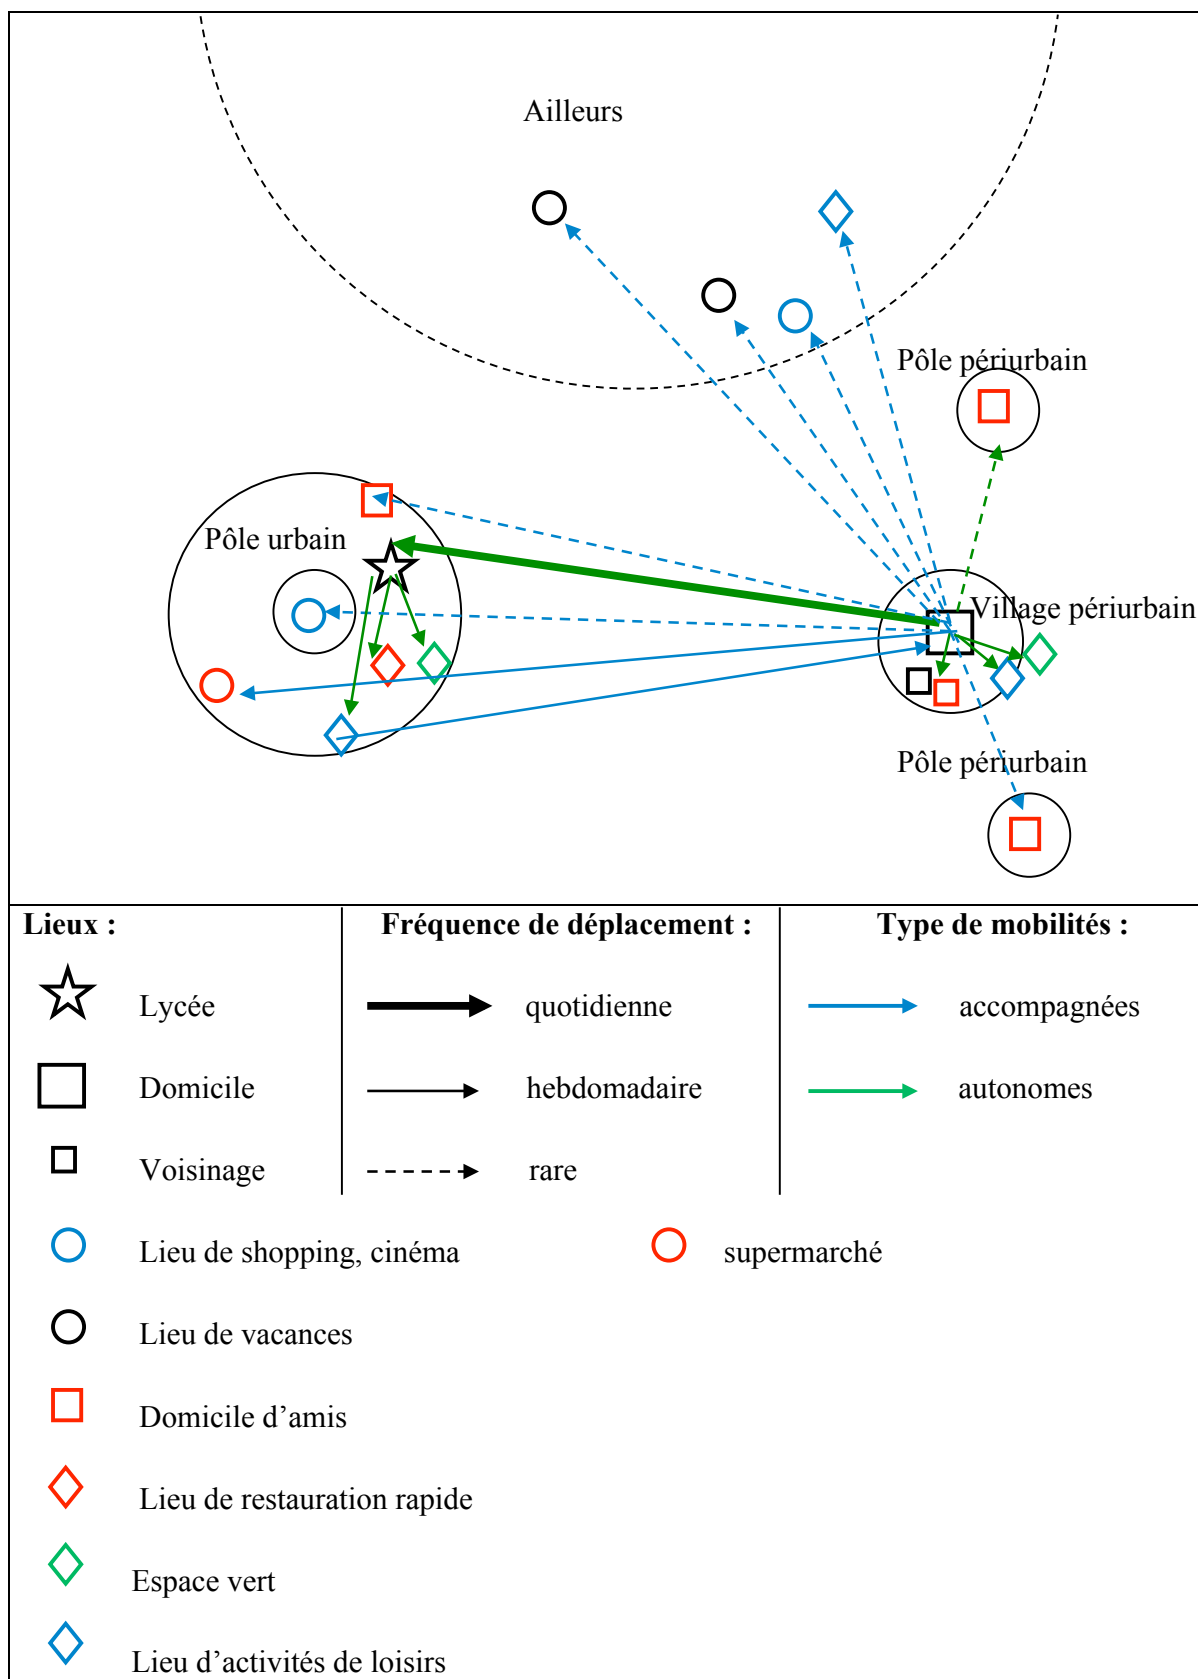 Ailleurs
Pôle périurbain
Pôle urbain
Village périurbain
Pôle périurbain
Lieux :
Fréquence de déplacement :
Type de mobilités :
Lycée
quotidienne
accompagnées
Domicile
hebdomadaire
autonomes
Voisinage
rare
Lieu de shopping, cinéma
supermarché
Lieu de vacances
Domicile d’amis
Lieu de restauration rapide
Espace vert
Lieu d’activités de loisirs